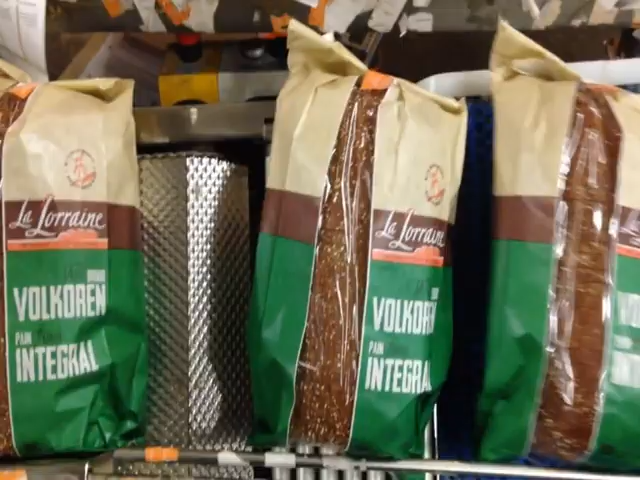 La Lorraine
VOLKOREN
PAIN
INTEGRAL
La Lorraine
VOLKOREN
PAIN
INTEGRAL